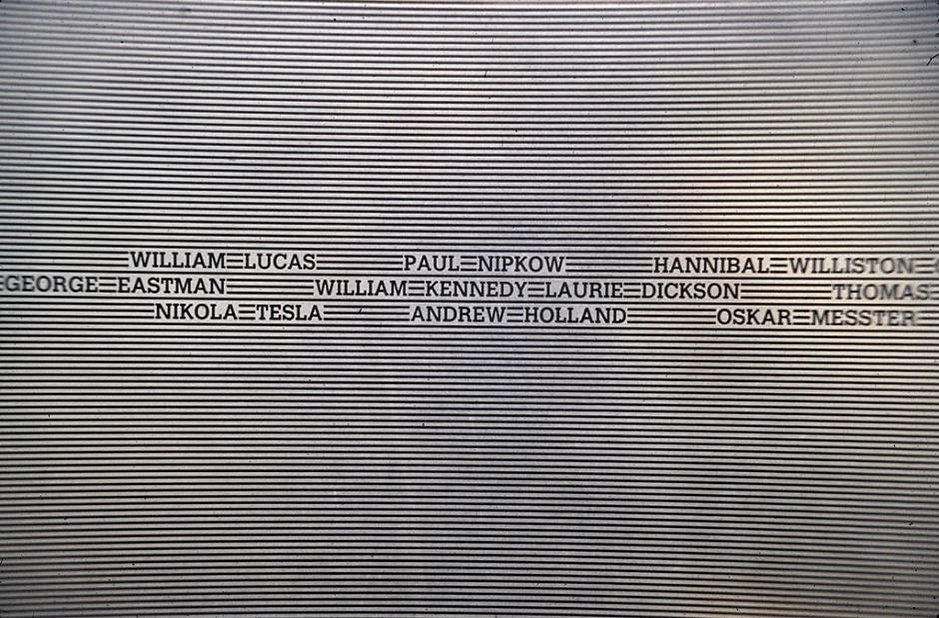 WILLIAM LUCAS PAUL NIPKOW HANNIBAL WILLISTON
GEORGE EASTMAN WILLIAM KENNEDY LAURIE DICKSON THOMAS
NIKOLA TESLA ANDREW HOLLAND OSKAR MESSTER